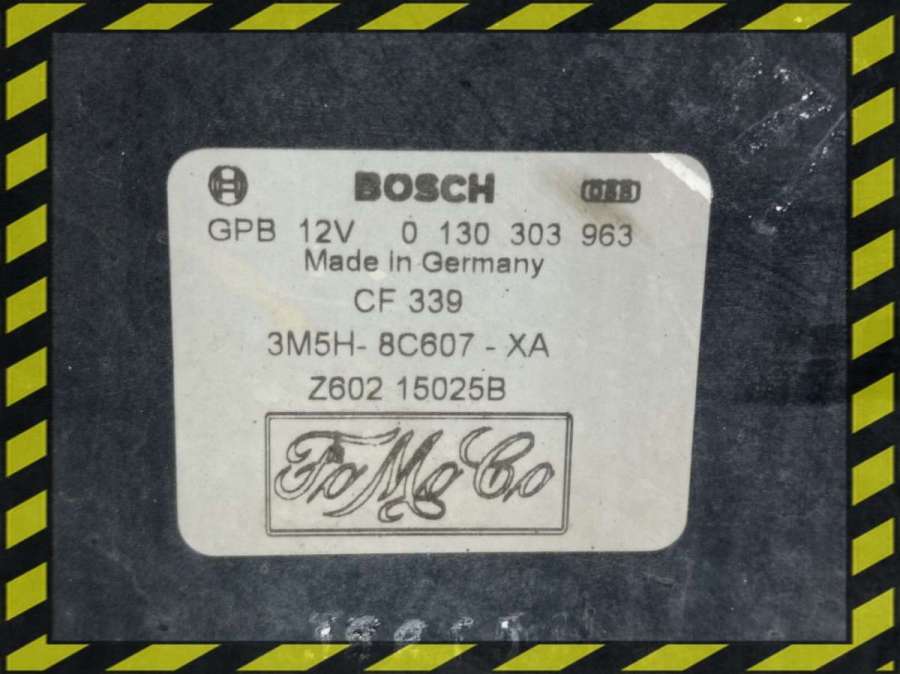 BOSCH
GPB 12V 0 130 303 963
Made In Germany
CF 339
3M5H- 8C607 - XA
Z602 15025B
FoMoCo